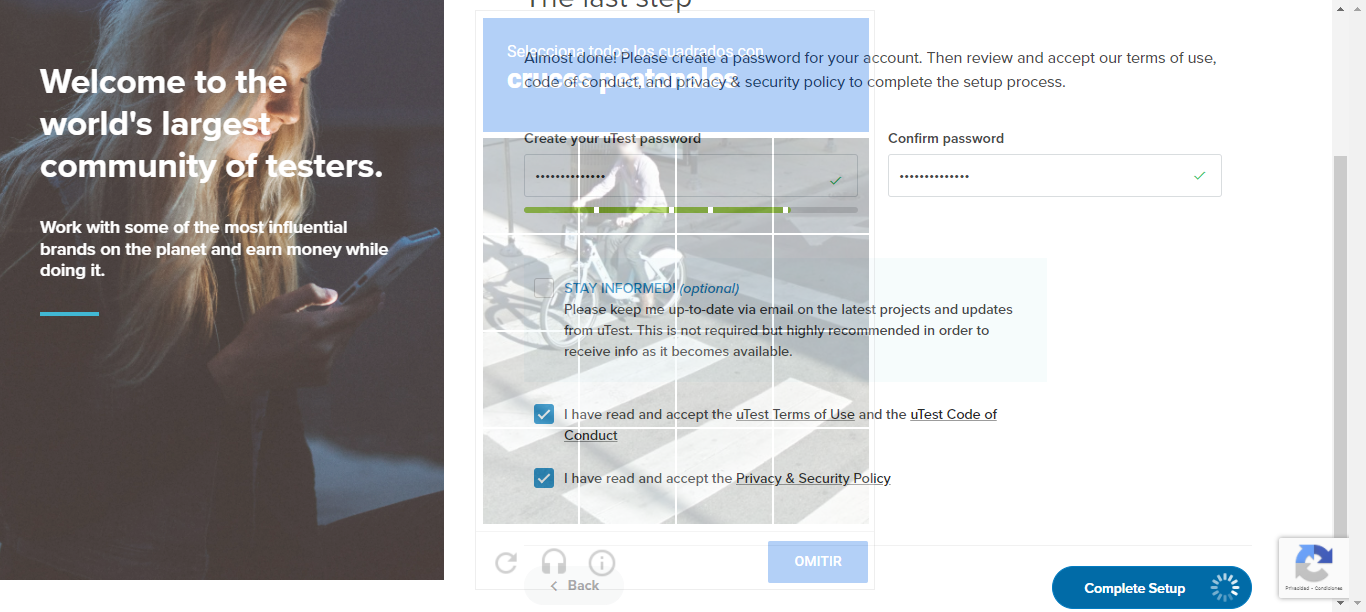 The last step
Welcome to the
world's largest
community of testers.
Work with some of the most influential
brands on the planet and earn money while
doing it.
Selecciona todos los cuadrados con
cruces peatonales
Almost done! Please create a password for your account. Then review and accept our terms of use,
code of conduct, and privacy & security policy to complete the setup process.
Create your uTest password
Confirm password
STAY INFORMED! (optional)
Please keep me up-to-date via email on the latest projects and updates
from uTest. This is not required but highly recommended in order to
receive info as it becomes available.
I have read and accept the uTest Terms of Use and the uTest Code of
Conduct
I have read and accept the Privacy & Security Policy
OMITIR
Back
Complete Setup
Privacidad - Condiciones